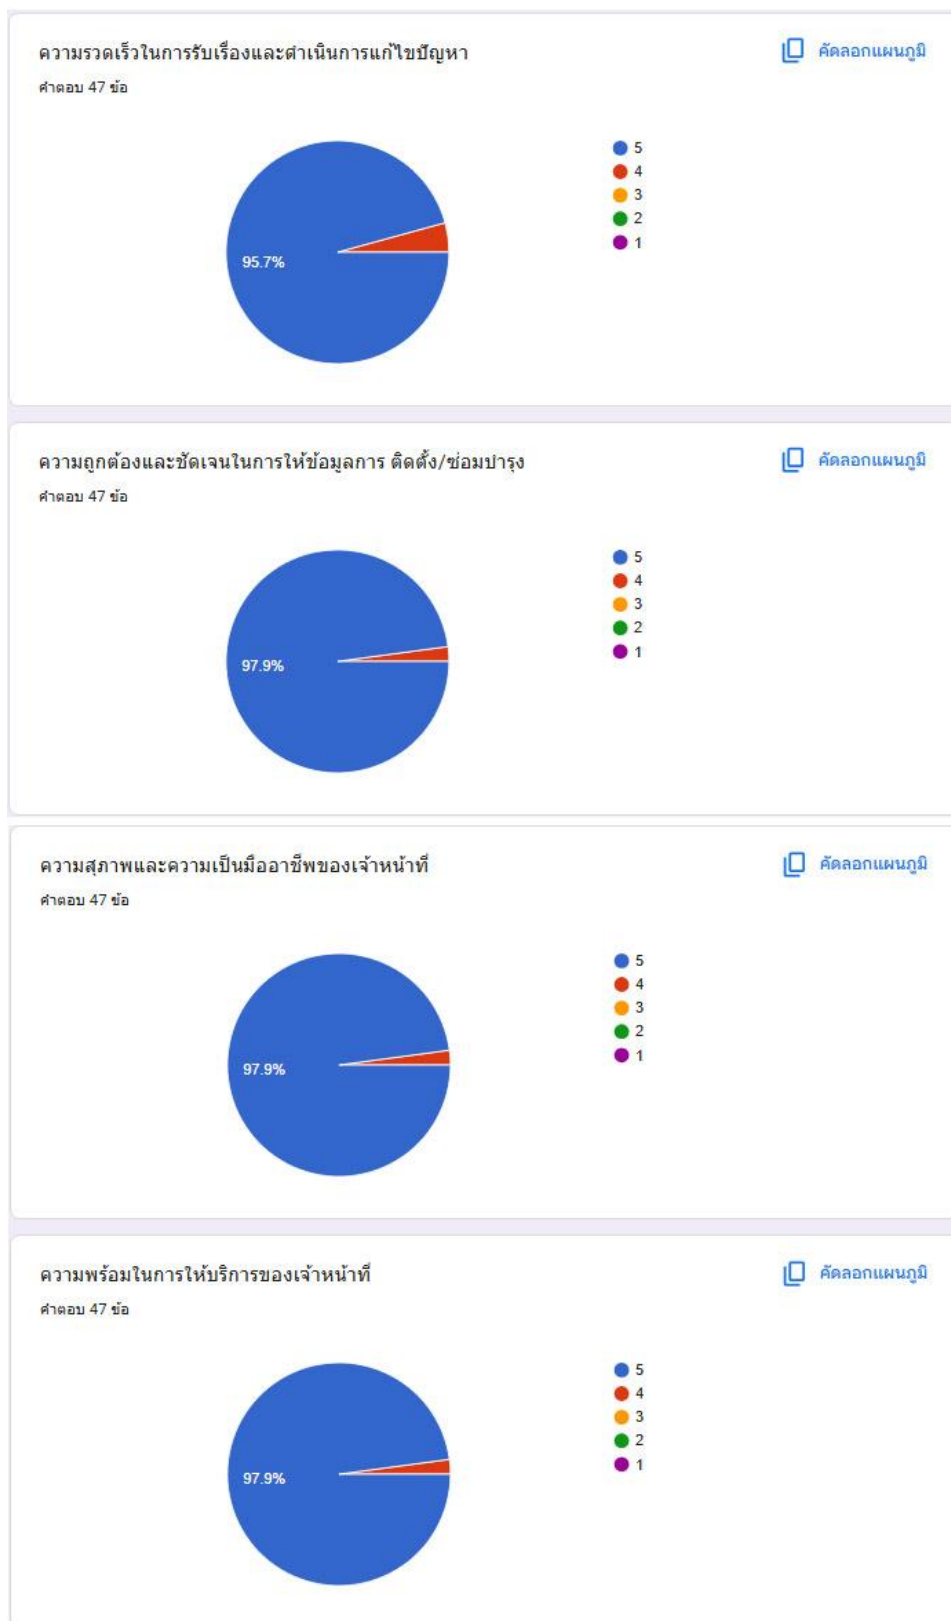 ความรวดเร็วในการรับเรื่องและดำเนินการแก้ไขปัญหา
คัดลอกแผนภูมิ
คำตอบ 47 ข้อ
5
4
3
2
1
95.7%
ความถูกต้องและชัดเจนในการให้ข้อมูลการ ติดตั้ง/ซ่อมบำรุง
คัดลอกแผนภูมิ
คำตอบ 47 ข้อ
5
4
3
2
1
97.9%
ความสุภาพและความเป็นมืออาชีพของเจ้าหน้าที่
คัดลอกแผนภูมิ
คำตอบ 47 ข้อ
5
4
3
2
1
97.9%
ความพร้อมในการให้บริการของเจ้าหน้าที่
คัดลอกแผนภูมิ
คำตอบ 47 ข้อ
5
4
3
2
1
97.9%